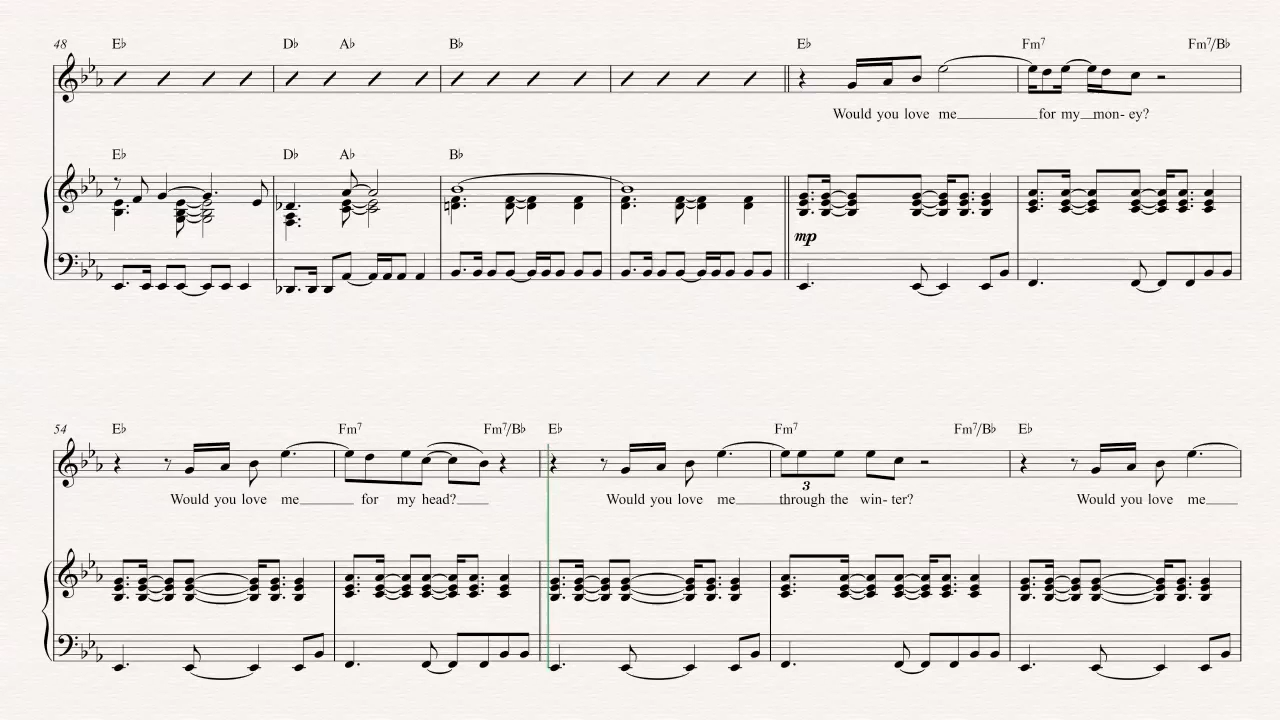 48 E♭ D♭ A♭ B♭ E♭ Fm7 Fm7/B♭
Would you love me for my mon- ey?
E♭ D♭ A♭ B♭
mp
54 E♭ Fm7 Fm7/B♭ E♭ Fm7 Fm7/B♭ E♭
3
Would you love me for my head? Would you love me through the win- ter? Would you love me